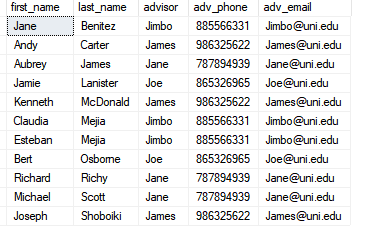 first_name last_name advisor adv_phone adv_email
Jane Benitez Jimbo 885566331 Jimbo@uni.edu
Andy Carter James 986325622 James@uni.edu
Aubrey James Jane 787894939 Jane@uni.edu
Jamie Lanister Joe 865326965 Joe@uni.edu
Kenneth McDonald James 986325622 James@uni.edu
Claudia Mejia Jimbo 885566331 Jimbo@uni.edu
Esteban Mejia Jimbo 885566331 Jimbo@uni.edu
Bert Osborne Joe 865326965 Joe@uni.edu
Richard Richy Jane 787894939 Jane@uni.edu
Michael Scott Jane 787894939 Jane@uni.edu
Joseph Shoboiki James 986325622 James@uni.edu